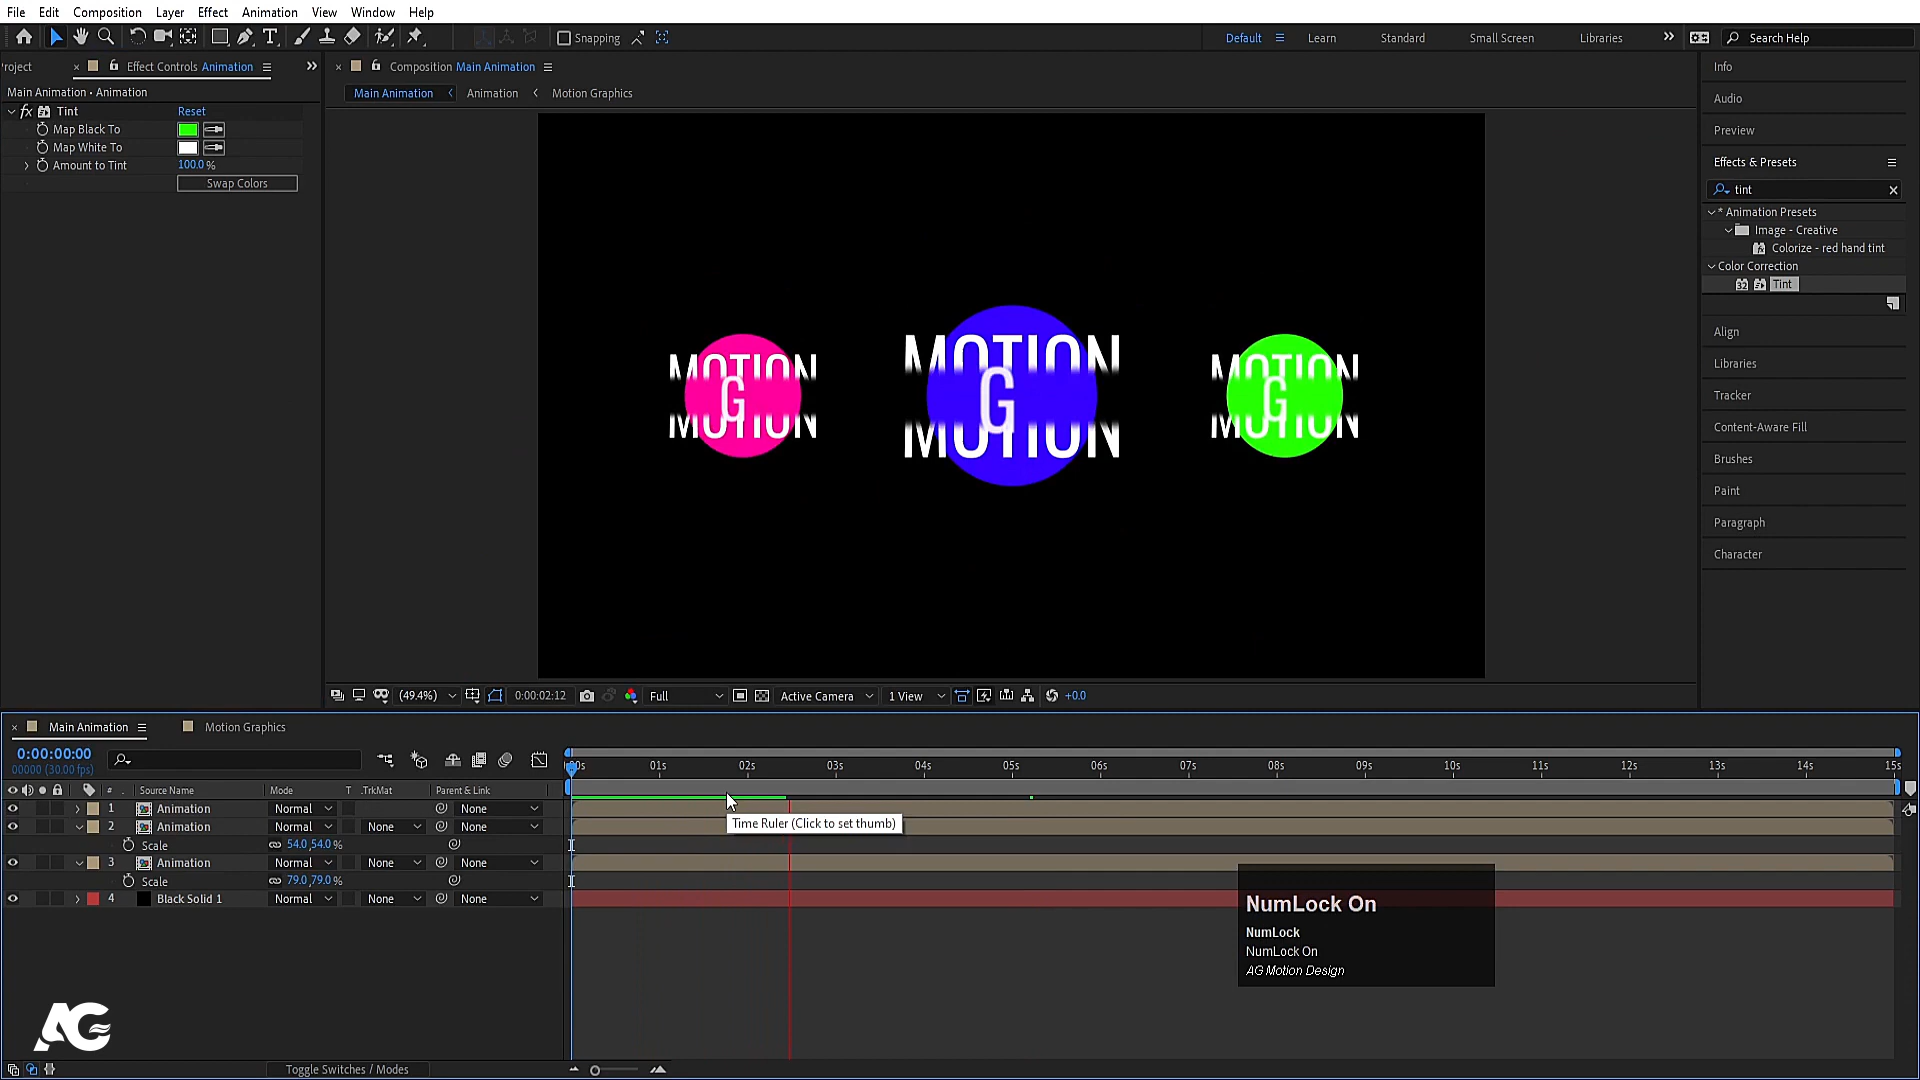 File Edit Composition Layer Effect Animation View Window Help
Snapping
Default Learn Standard Small Screen Libraries Search Help
roject Effect Controls Animation
Main Animation • Animation
fx Tint Reset
Map Black To
Map White To
Amount to Tint 100.0 %
Swap Colors
Composition Main Animation
Main Animation Animation Motion Graphics
MOTION MOTION MOTION
G G G
MOTION MOTION MOTION
(49.4%) 0:00:02:12 Full Active Camera 1 View +0.0
Info
Audio
Preview
Effects & Presets
tint
* Animation Presets
Image - Creative
Colorize - red hand tint
Color Correction
32 Tint
Align
Libraries
Tracker
Content-Aware Fill
Brushes
Paint
Paragraph
Character
Main Animation Motion Graphics
0:00:00:00
00000 (30.00 fps)
00s 01s 02s 03s 04s 05s 06s 07s 08s 09s 10s 11s 12s 13s 14s 15s
# . Source Name Mode T .TrkMat Parent & Link
1 Animation Normal None
2 Animation Normal None None
Scale 54.0,54.0 %
3 Animation Normal None None
Scale 79.0,79.0 %
4 Black Solid 1 Normal None None
Time Ruler (Click to set thumb)
NumLock On
NumLock
NumLock On
AG Motion Design
AG
Toggle Switches / Modes